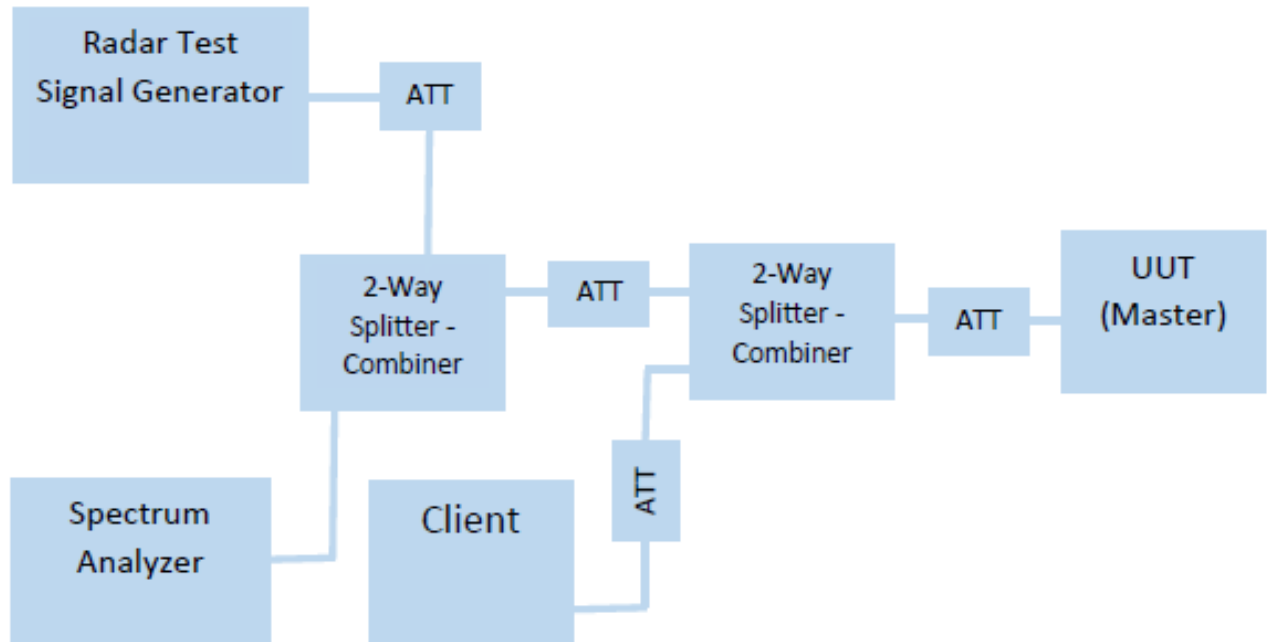 Radar Test
Signal Generator
ATT
2-Way
Splitter -
Combiner
ATT
2-Way
Splitter -
Combiner
ATT
UUT
(Master)
ATT
Spectrum
Analyzer
Client